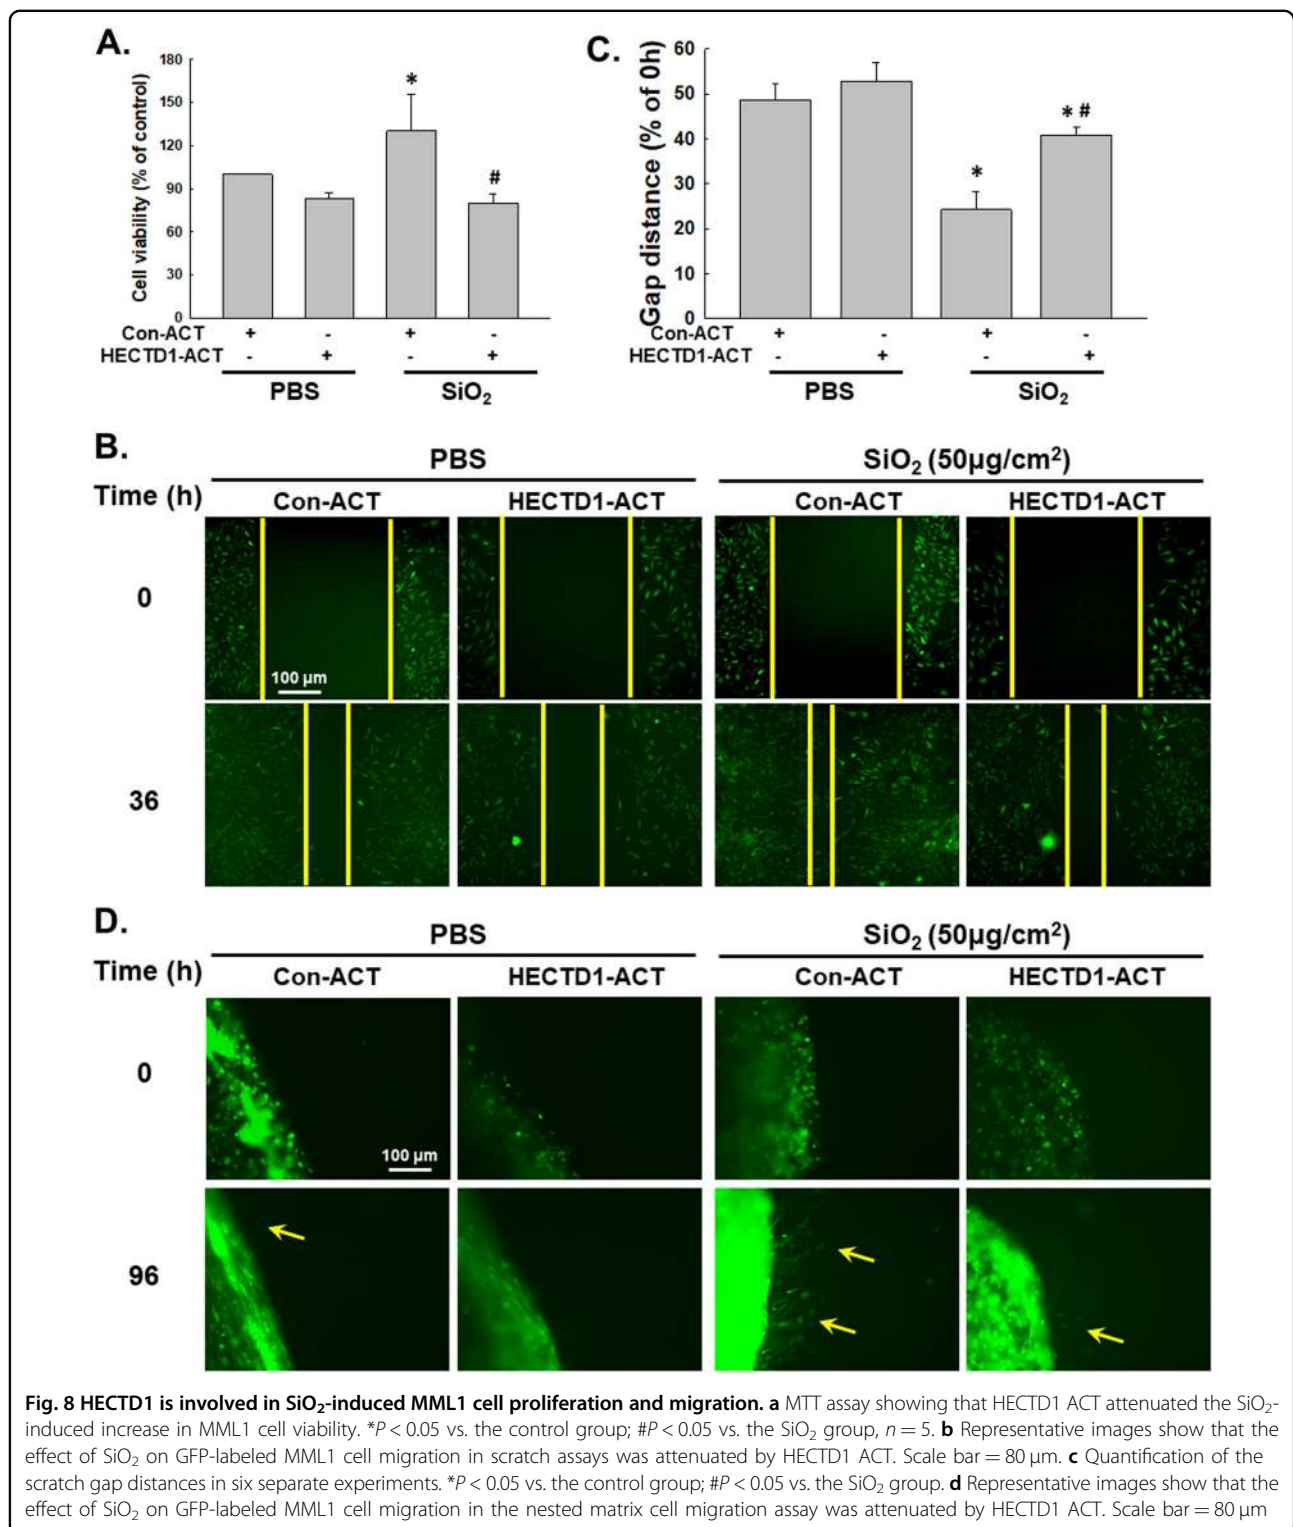 A.
Cell viability (% of control)
180
150
120
90
60
30
0
*
#
Con-ACT + - + -
HECTD1-ACT - + - +
PBS SiO₂
C.
Gap distance (% of 0h)
60
50
40
30
20
10
0
*
* #
Con-ACT + - + -
HECTD1-ACT - + - +
PBS SiO₂
B.
PBS SiO₂ (50µg/cm²)
Time (h) Con-ACT HECTD1-ACT Con-ACT HECTD1-ACT
0
100 µm
36
D.
PBS SiO₂ (50µg/cm²)
Time (h) Con-ACT HECTD1-ACT Con-ACT HECTD1-ACT
0
100 µm
96
Fig. 8 HECTD1 is involved in SiO₂-induced MML1 cell proliferation and migration. a MTT assay showing that HECTD1 ACT attenuated the SiO₂-
induced increase in MML1 cell viability. *P < 0.05 vs. the control group; #P < 0.05 vs. the SiO₂ group, n = 5. b Representative images show that the
effect of SiO₂ on GFP-labeled MML1 cell migration in scratch assays was attenuated by HECTD1 ACT. Scale bar = 80 µm. c Quantification of the
scratch gap distances in six separate experiments. *P < 0.05 vs. the control group; #P < 0.05 vs. the SiO₂ group. d Representative images show that the
effect of SiO₂ on GFP-labeled MML1 cell migration in the nested matrix cell migration assay was attenuated by HECTD1 ACT. Scale bar = 80 µm